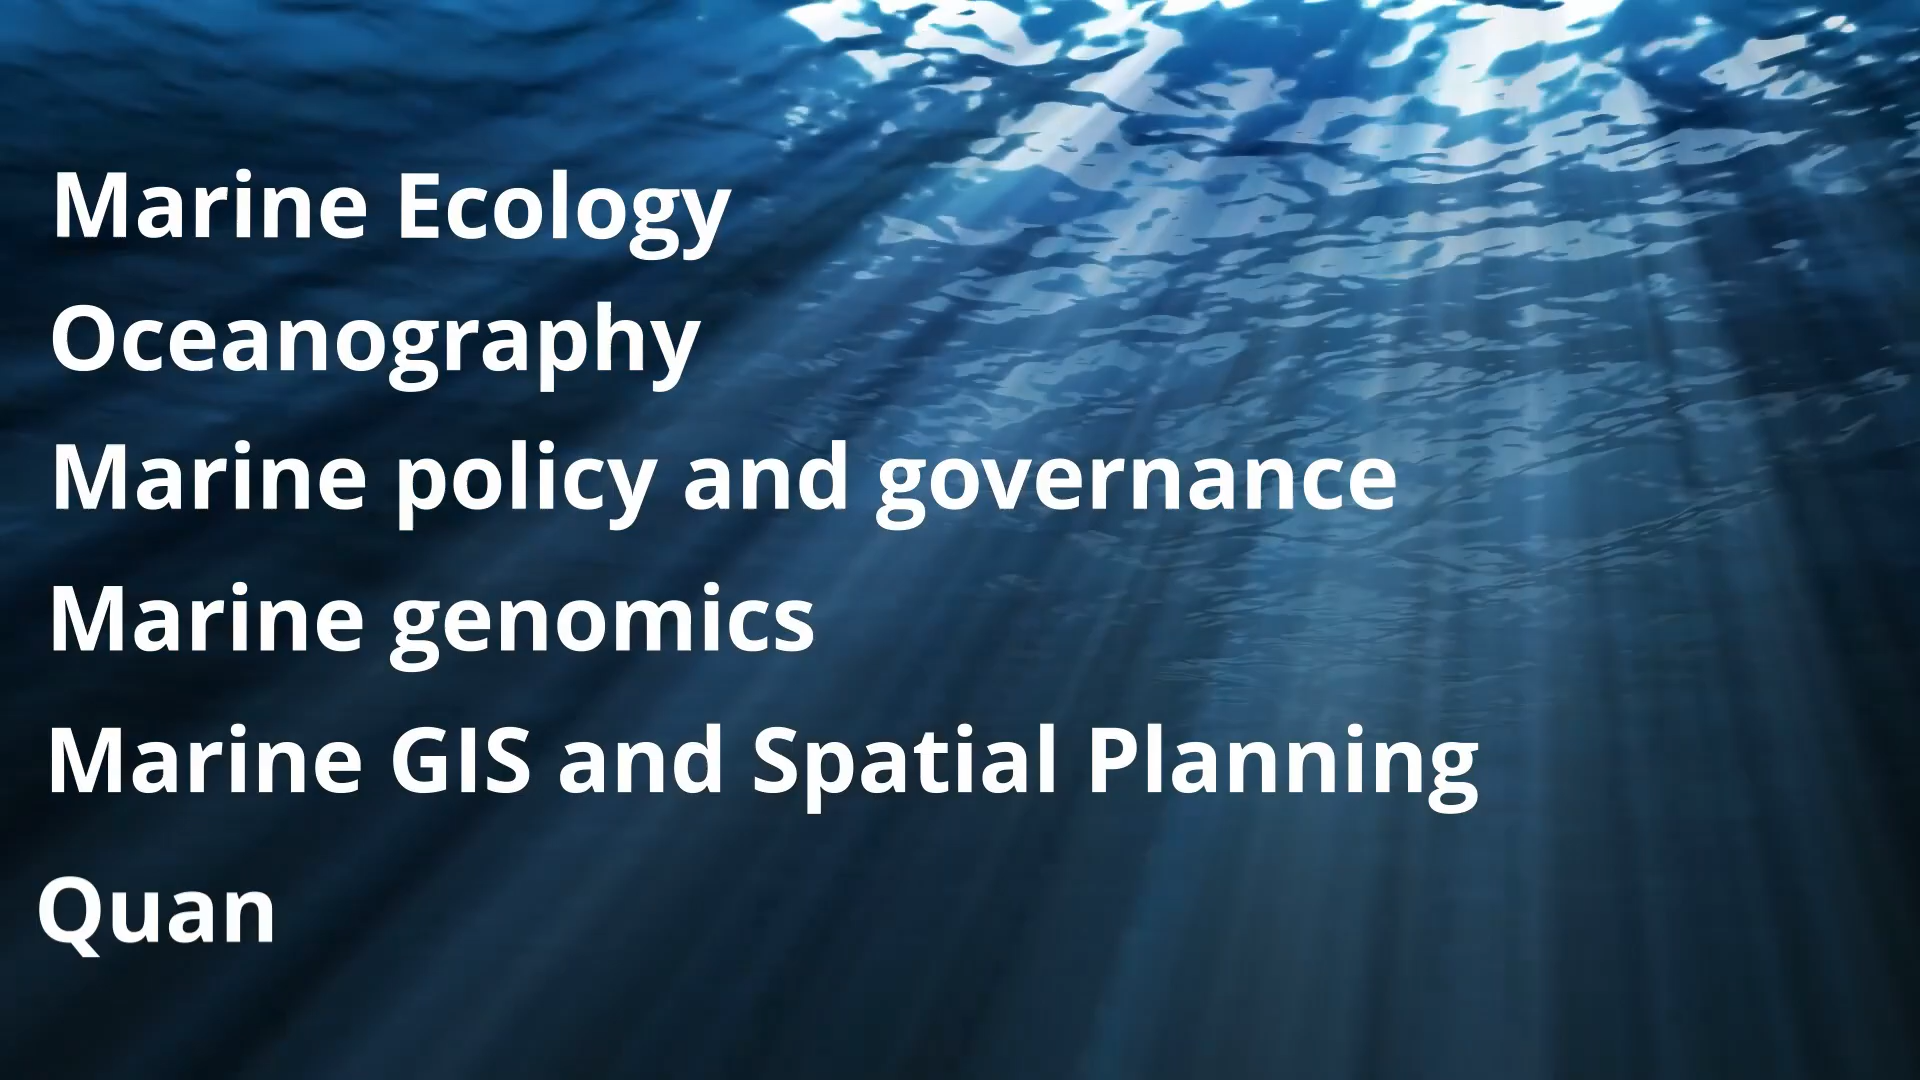 Marine Ecology
Oceanography
Marine policy and governance
Marine genomics
Marine GIS and Spatial Planning
Quan